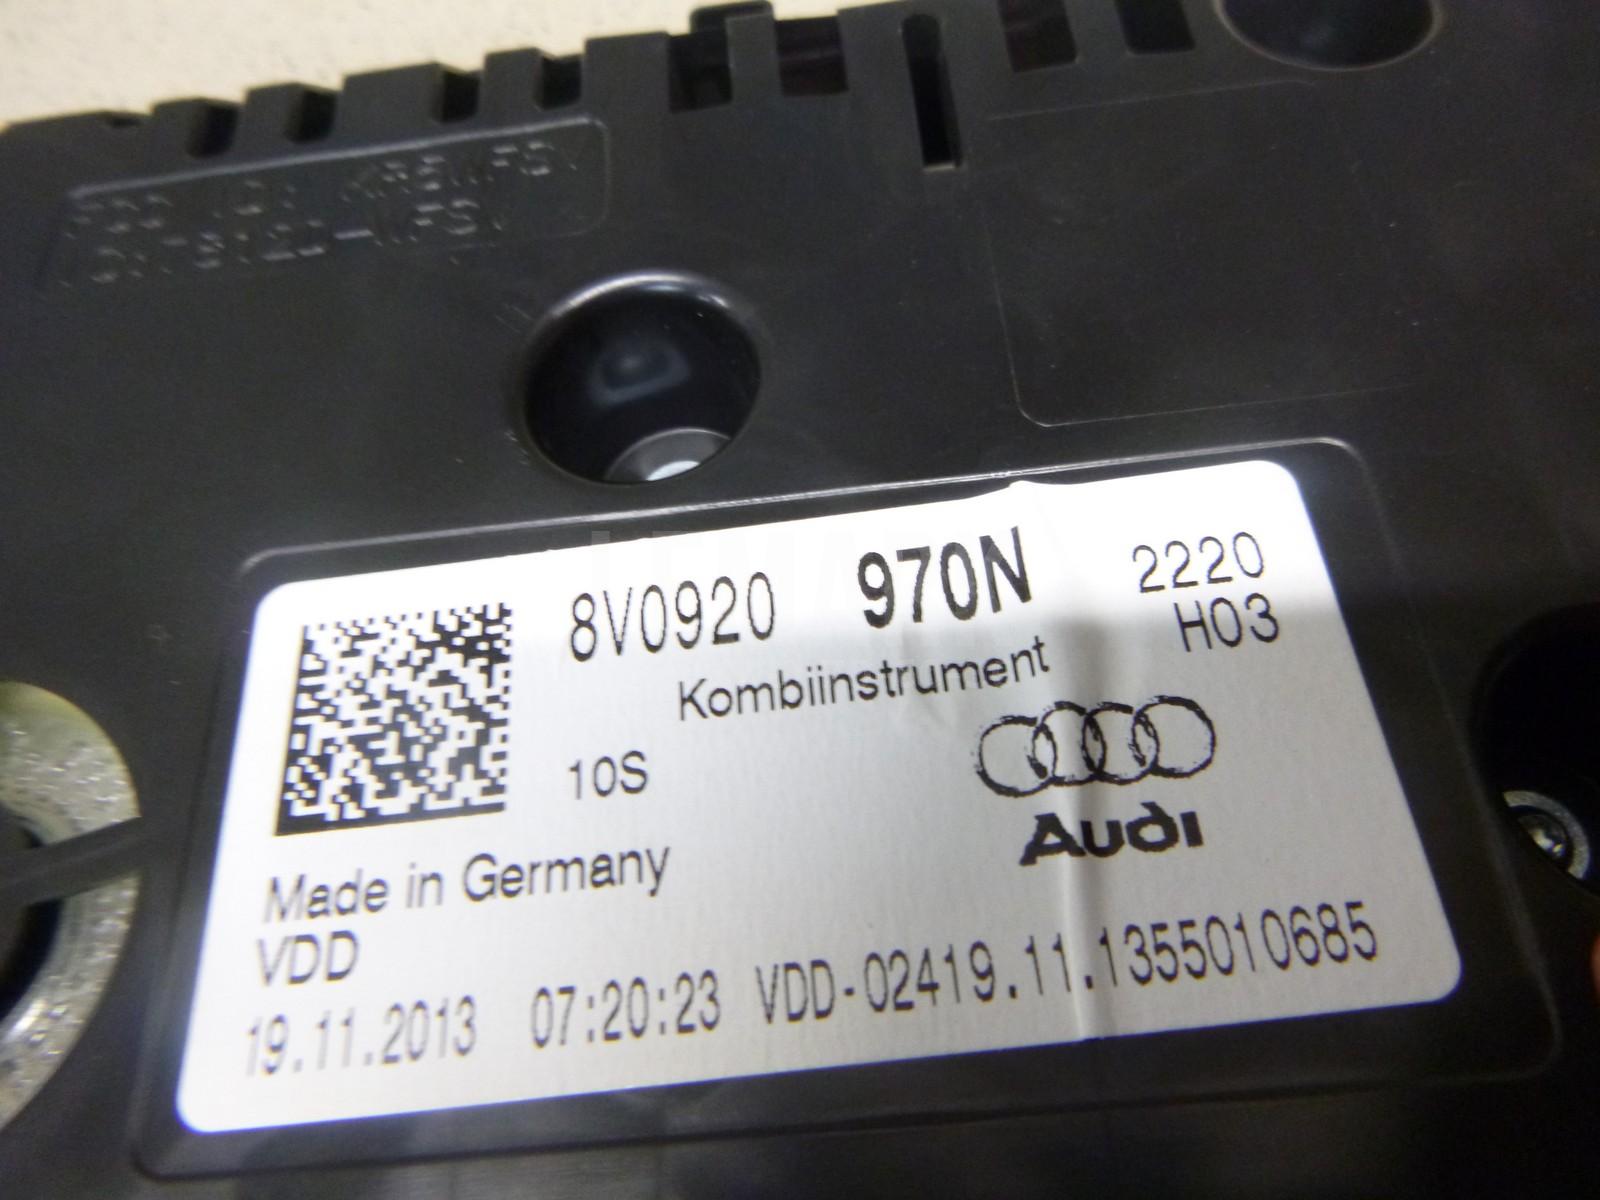 8V0920 970N 2220
H03
Kombiinstrument
10S
Audi
Made in Germany
VDD
19.11.2013 07:20:23 VDD-02419.11.1355010685